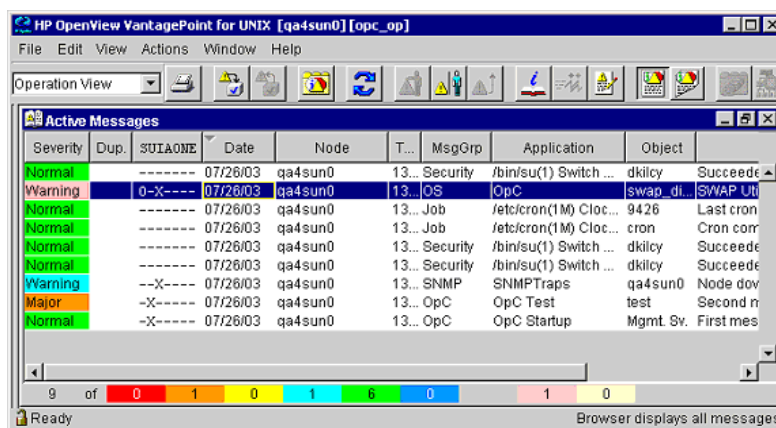 HP OpenView VantagePoint for UNIX [qa4sun0] [opc_op]
File Edit View Actions Window Help
Operation View
Active Messages
Severity Dup. SUIAONE Date Node T... MsgGrp Application Object
Normal ------- 07/26/03 qa4sun0 13... Security /bin/su(1) Switch ... dkilcy Succeede
Warning O-X---- 07/26/03 qa4sun0 13... OS OpC swap_di... SWAP Uti
Normal ------- 07/26/03 qa4sun0 13... Job /etc/cron(1M) Cloc... 9426 Last cron
Normal ------- 07/26/03 qa4sun0 13... Job /etc/cron(1M) Cloc... cron Cron com
Normal ------- 07/26/03 qa4sun0 13... Security /bin/su(1) Switch ... dkilcy Succeede
Normal ------- 07/26/03 qa4sun0 13... Security /bin/su(1) Switch ... dkilcy Succeede
Warning --X---- 07/26/03 qa4sun0 13... SNMP SNMPTraps qa4sun0 Node dov
Major -X----- 07/26/03 qa4sun0 13... OpC OpC Test test Second m
Normal -X----- 07/26/03 qa4sun0 13... OpC OpC Startup Mgmt. Sv. First mes
9 of 0 1 0 1 6 0 1 0
Ready Browser displays all messages